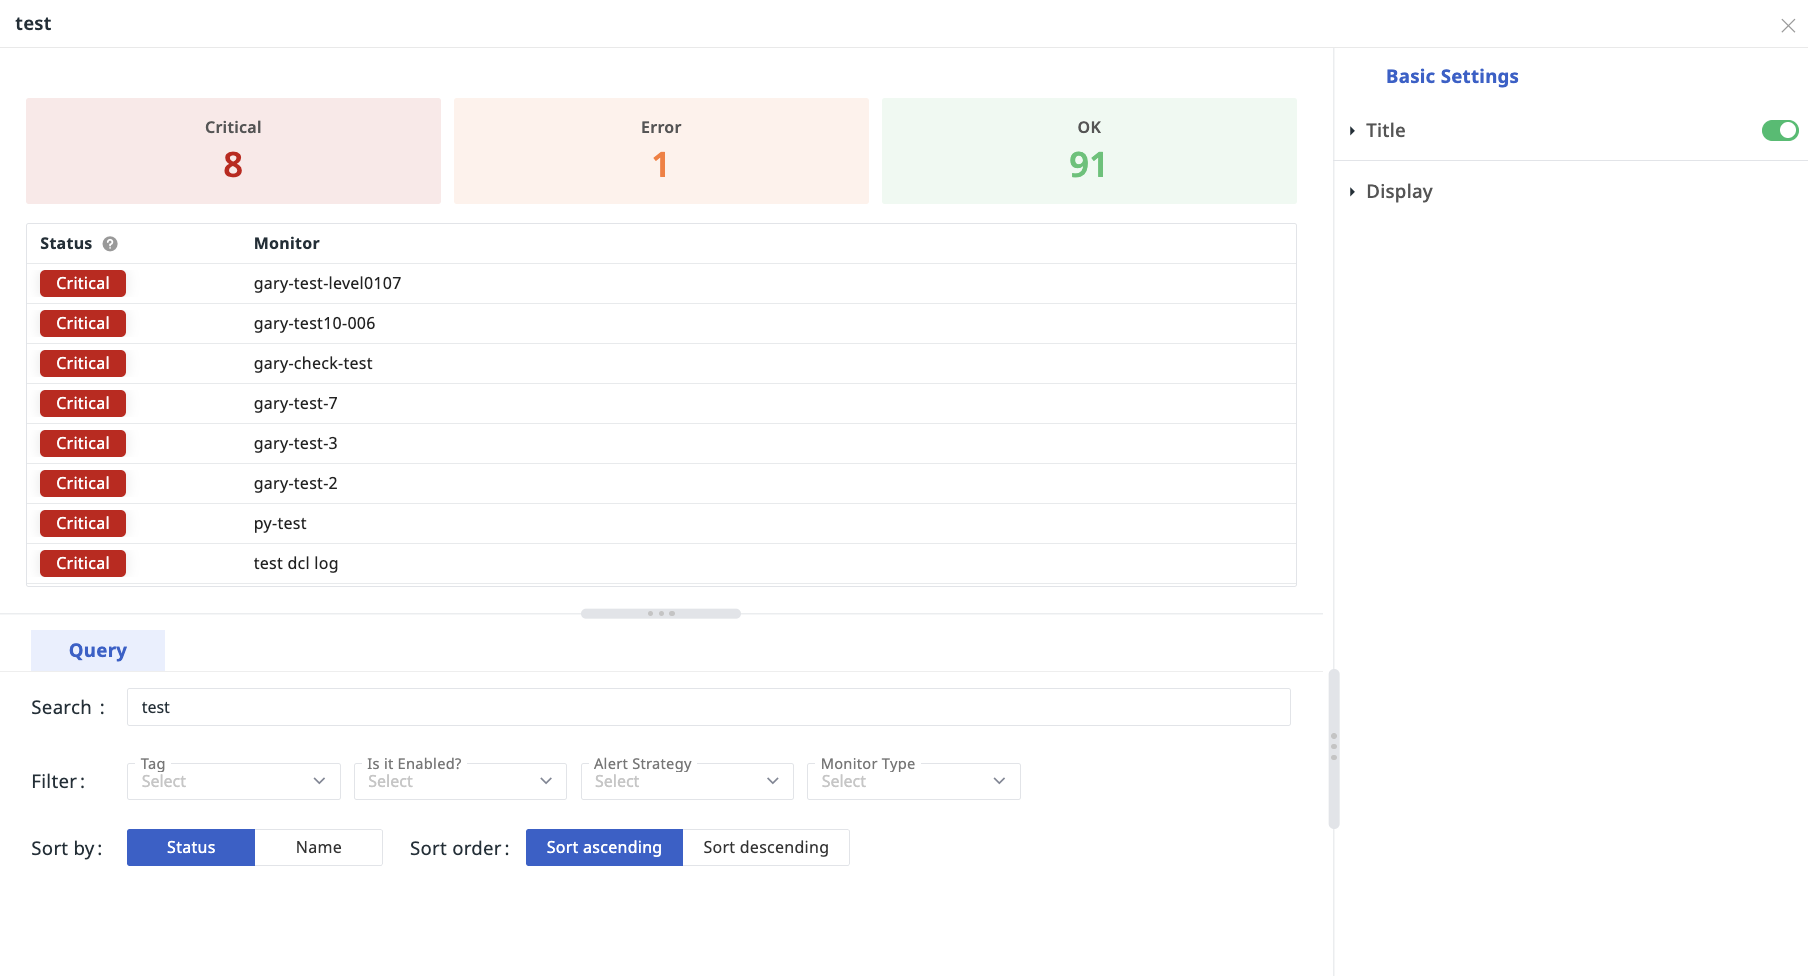 test
Basic Settings
Title
Display
Critical
8
Error
1
OK
91
Status ?
Monitor
Critical gary-test-level0107
Critical gary-test10-006
Critical gary-check-test
Critical gary-test-7
Critical gary-test-3
Critical gary-test-2
Critical py-test
Critical test dcl log
Query
Search : test
Filter : Tag Select Is it Enabled? Select Alert Strategy Select Monitor Type Select
Sort by : Status Name Sort order : Sort ascending Sort descending